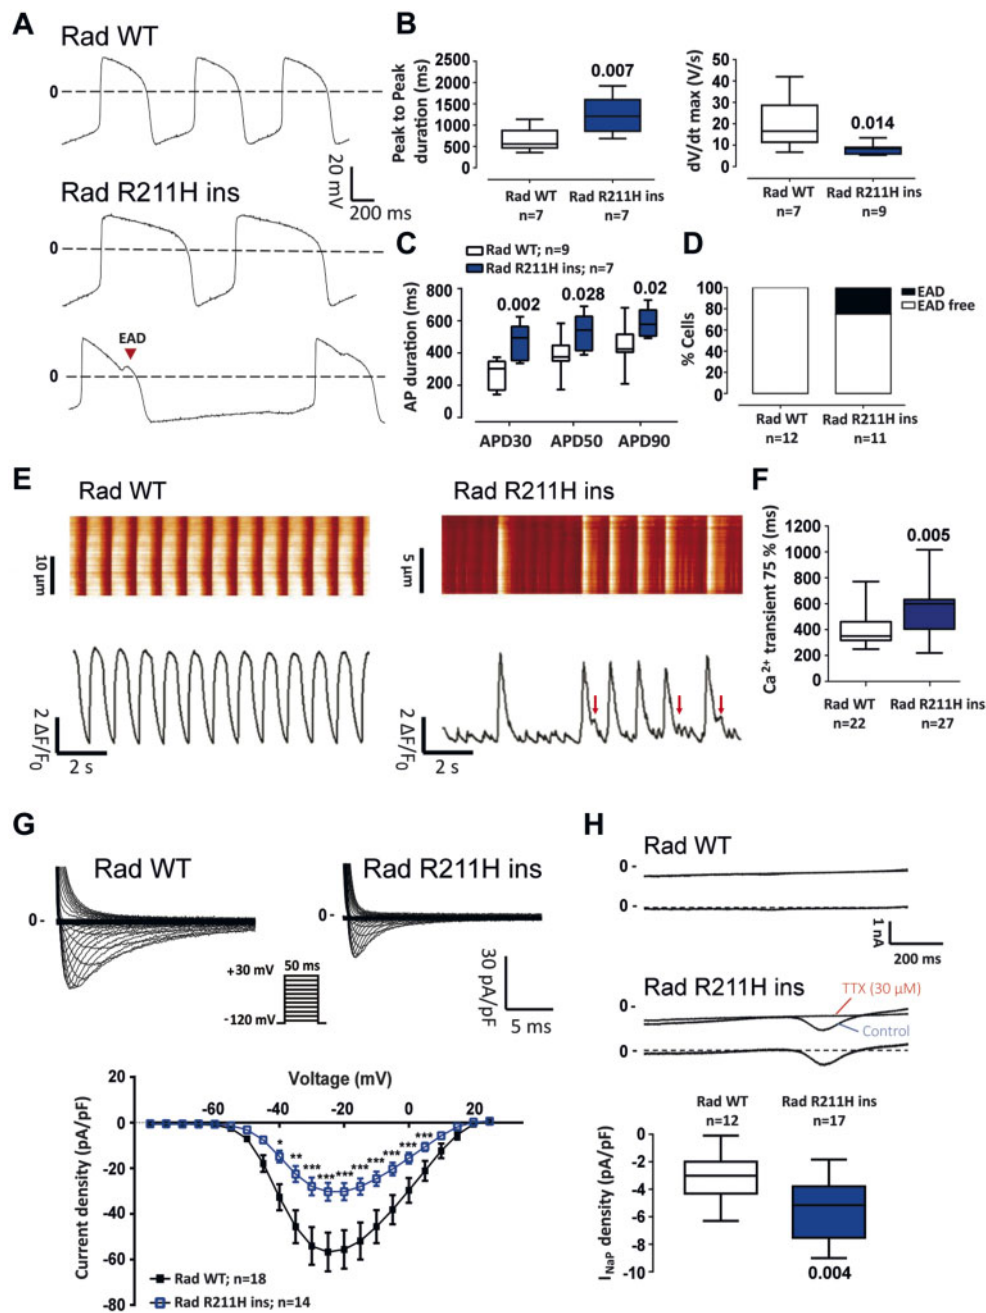 A
Rad WT
0
20 mV
200 ms
Rad R211H ins
0
EAD
0
B
Peak to Peak
duration (ms)
2500
2000
1500
1000
500
0
0.007
Rad WT
n=7
Rad R211H ins
n=7
dV/dt max (V/s)
50
40
30
20
10
0
0.014
Rad WT
n=7
Rad R211H ins
n=9
C
Rad WT; n=9
Rad R211H ins; n=7
AP duration (ms)
800
600
400
200
0
0.002
0.028
0.02
APD30
APD50
APD90
D
EAD
EAD free
% Cells
100
80
60
40
20
0
Rad WT
n=12
Rad R211H ins
n=11
E
Rad WT
10 µm
2 ΔF/F0
2 s
Rad R211H ins
5 µm
2 ΔF/F0
2 s
F
Ca2+ transient 75 % (ms)
1200
1000
800
600
400
200
0
0.005
Rad WT
n=22
Rad R211H ins
n=27
G
Rad WT
0 -
Rad R211H ins
0 -
+30 mV
50 ms
-120 mV
30 pA/pF
5 ms
Voltage (mV)
Current density (pA/pF)
20
0
-20
-40
-60
-80
-60
-40
-20
0
20
*
**
***
***
***
***
***
***
***
***
Rad WT; n=18
Rad R211H ins; n=14
H
Rad WT
0 -
0 -
1 nA
200 ms
Rad R211H ins
TTX (30 µM)
0 -
Control
0 -
Rad WT
n=12
Rad R211H ins
n=17
INaP density (pA/pF)
0
-2
-4
-6
-8
-10
0.004